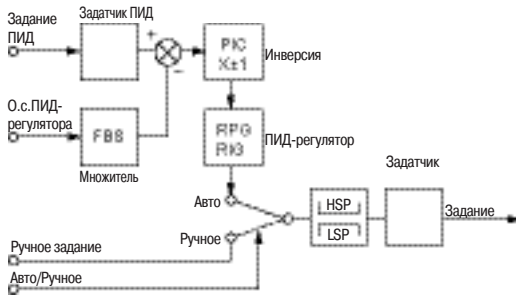 Задание
ПИД
Задатчик ПИД
+
−
PIC
X±1
Инверсия
О.с.ПИД-
регулятора
FBS
Множитель
RPG
RIG
ПИД-регулятор
Задатчик
Авто
HSP
LSP
Задание
Ручное
Ручное задание
Авто/Ручное